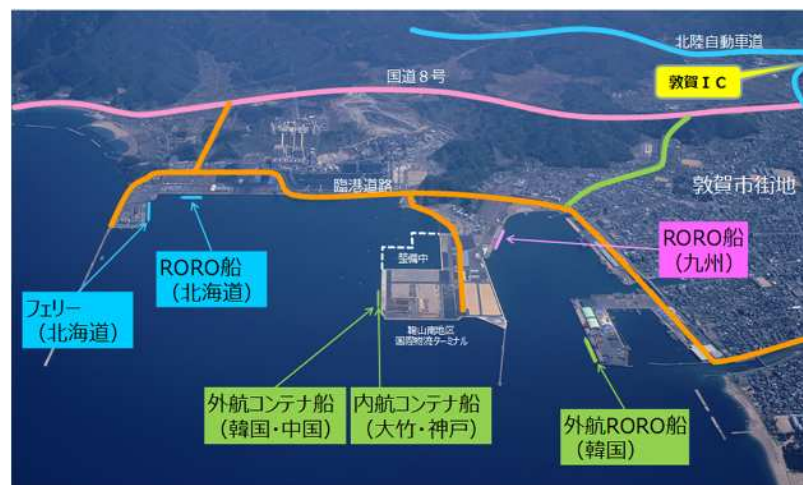 北陸自動車道
敦賀IC
国道8号
敦賀市街地
臨港道路
RORO船
(九州)
整備中
RORO船
(北海道)
フェリー
(北海道)
鞠山南地区
国際物流ターミナル
外航コンテナ船
(韓国・中国)
内航コンテナ船
(大竹・神戸)
外航RORO船
(韓国)